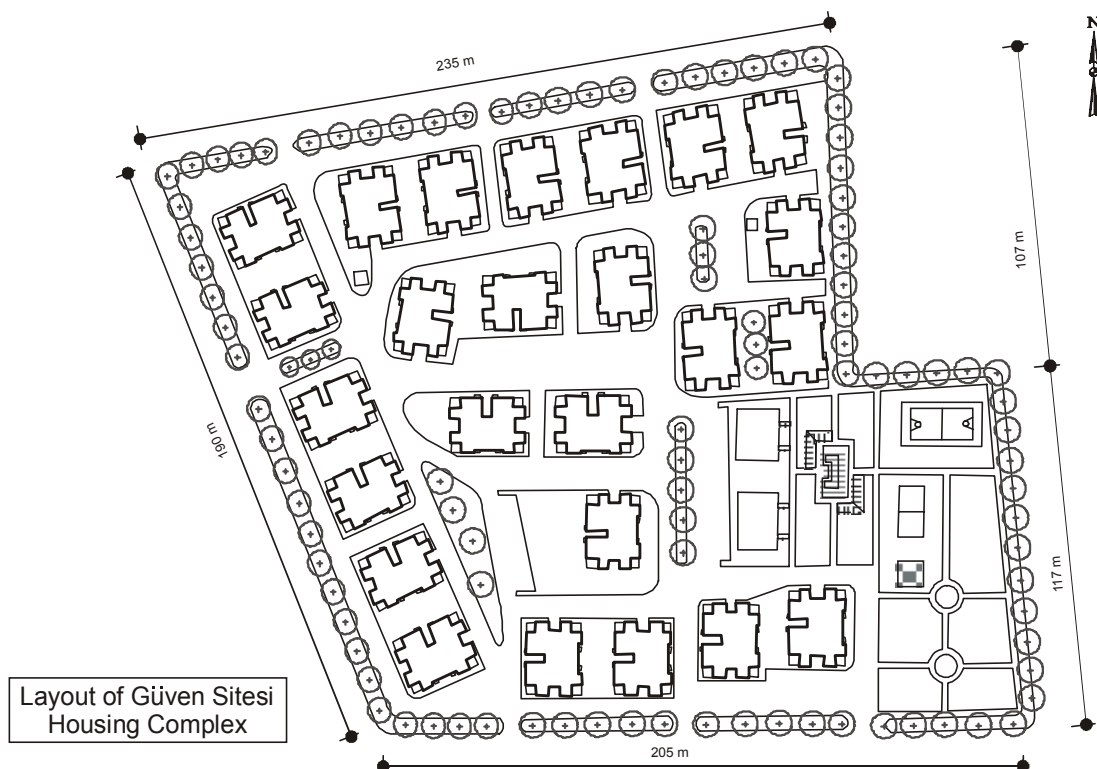 N
235 m
107 m
190 m
117 m
Layout of Güven Sitesi
Housing Complex
205 m